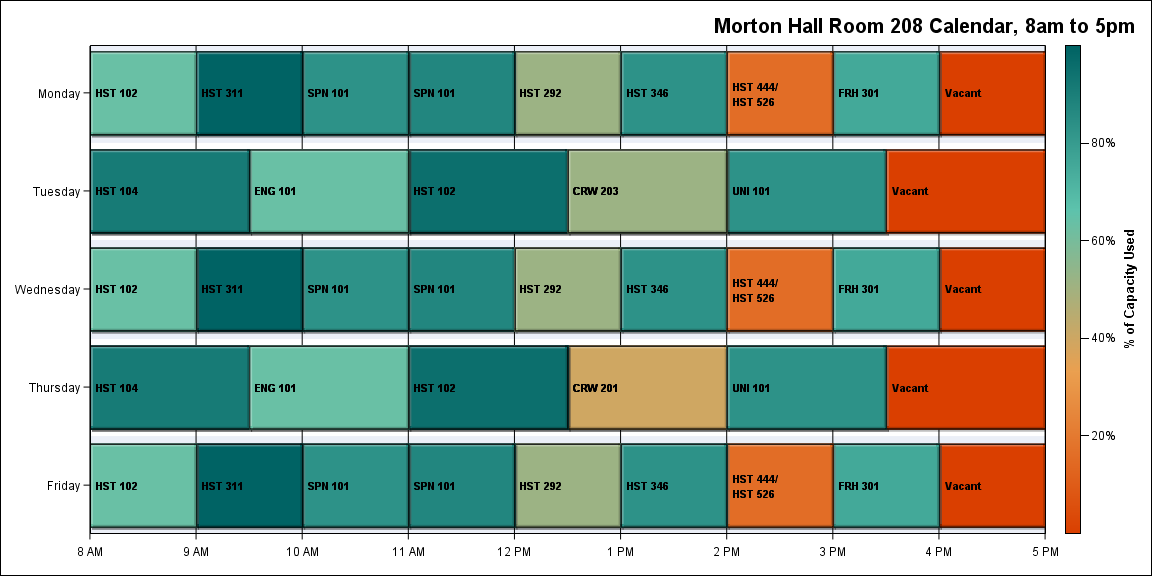 Morton Hall Room 208 Calendar, 8am to 5pm
Monday
HST 102
HST 311
SPN 101
SPN 101
HST 292
HST 346
HST 444/
HST 526
FRH 301
Vacant
Tuesday
HST 104
ENG 101
HST 102
CRW 203
UNI 101
Vacant
Wednesday
HST 102
HST 311
SPN 101
SPN 101
HST 292
HST 346
HST 444/
HST 526
FRH 301
Vacant
Thursday
HST 104
ENG 101
HST 102
CRW 201
UNI 101
Vacant
Friday
HST 102
HST 311
SPN 101
SPN 101
HST 292
HST 346
HST 444/
HST 526
FRH 301
Vacant
8 AM
9 AM
10 AM
11 AM
12 PM
1 PM
2 PM
3 PM
4 PM
5 PM
80%
60%
40%
20%
% of Capacity Used